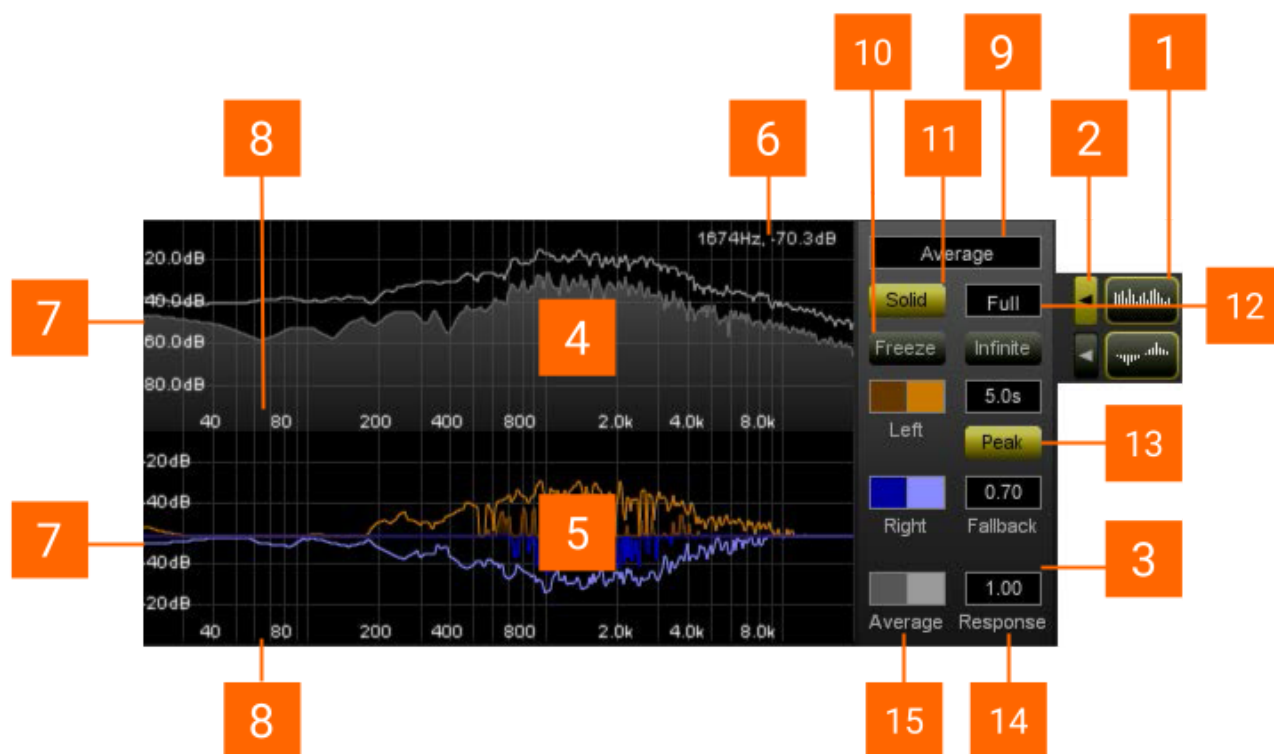 10
9
1
8
6
11
2
1674Hz, -70.3dB
Average
-20.0dB
Solid
Full
7
-40.0dB
4
12
-60.0dB
Freeze
Infinite
-80.0dB
5.0s
40 80 200 400 800 2.0k 4.0k 8.0k
Left
-20dB
Peak
13
-40dB
0.70
5
Right
Fallback
7
-40dB
3
-20dB
1.00
40 80 200 400 800 2.0k 4.0k 8.0k
Average
Response
8
15
14